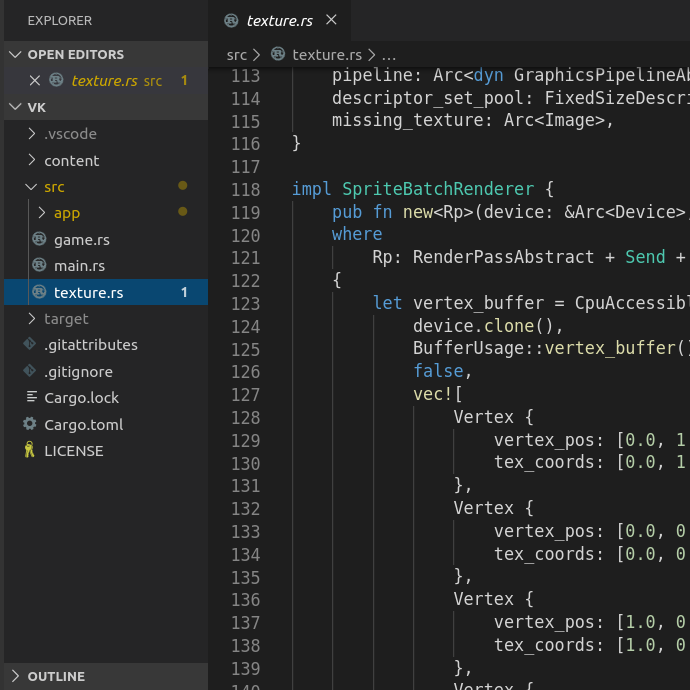 EXPLORER
OPEN EDITORS
texture.rs src 1
VK
.vscode
content
src
app
game.rs
main.rs
texture.rs 1
target
.gitattributes
.gitignore
Cargo.lock
Cargo.toml
LICENSE
OUTLINE
texture.rs
src > texture.rs > ...
113 pipeline: Arc<dyn GraphicsPipelineAb
114 descriptor_set_pool: FixedSizeDescri
115 missing_texture: Arc<Image>,
116 }
117
118 impl SpriteBatchRenderer {
119 pub fn new<Rp>(device: &Arc<Device>,
120 where
121 Rp: RenderPassAbstract + Send +
122 {
123 let vertex_buffer = CpuAccessibl
124 device.clone(),
125 BufferUsage::vertex_buffer()
126 false,
127 vec![
128 Vertex {
129 vertex_pos: [0.0, 1
130 tex_coords: [0.0, 1
131 },
132 Vertex {
133 vertex_pos: [0.0, 0
134 tex_coords: [0.0, 0
135 },
136 Vertex {
137 vertex_pos: [1.0, 0
138 tex_coords: [1.0, 0
139 },
140 Vertex {